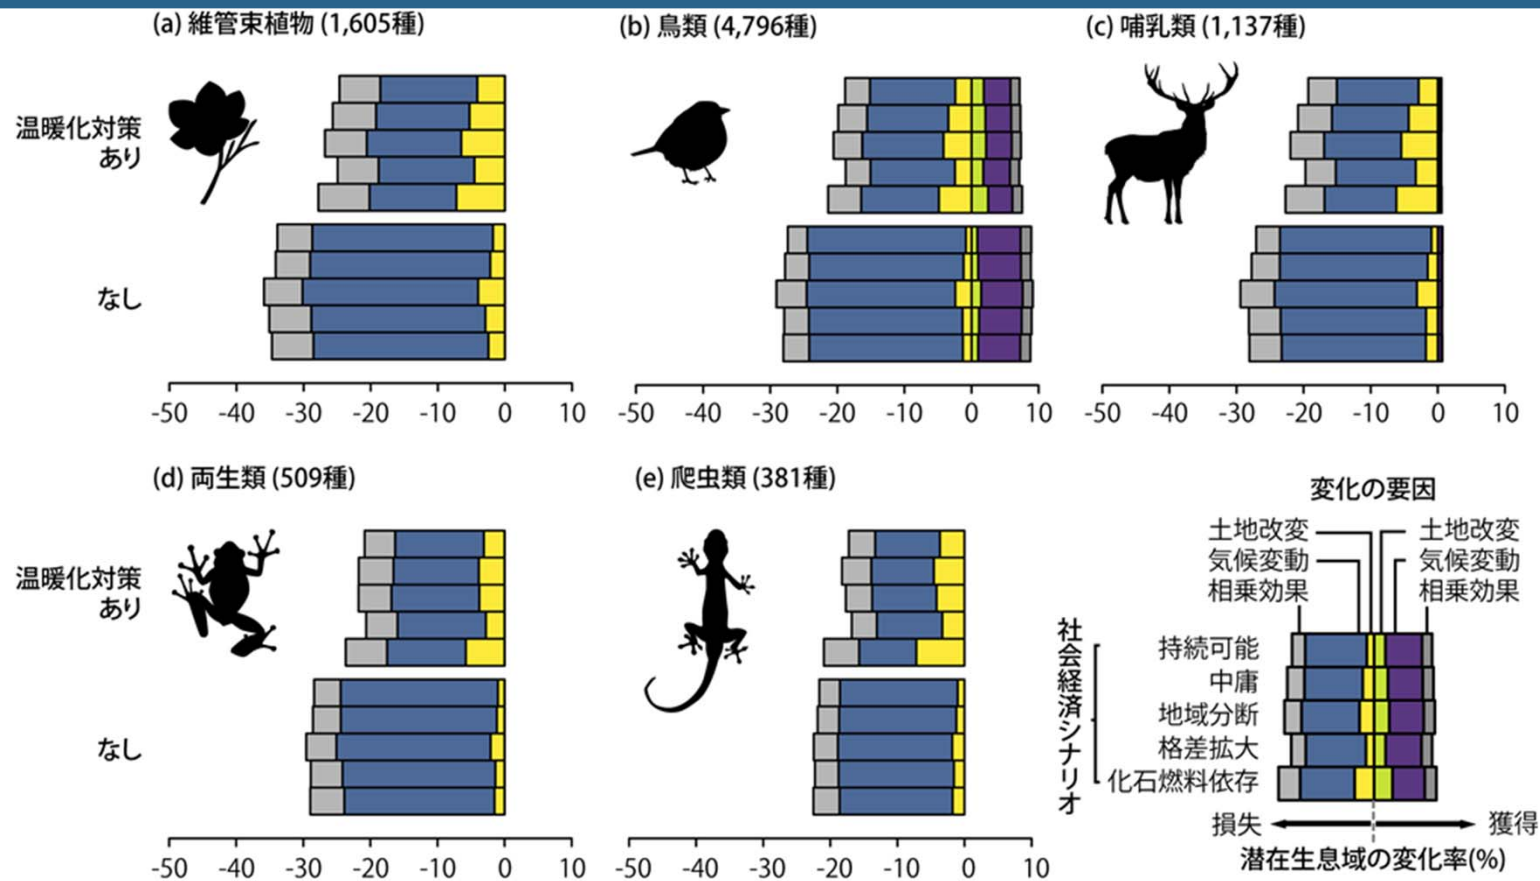 (a) 維管束植物 (1,605種)
(b) 鳥類 (4,796種)
(c) 哺乳類 (1,137種)
温暖化対策
あり
なし
-50 -40 -30 -20 -10 0 10
-50 -40 -30 -20 -10 0 10
-50 -40 -30 -20 -10 0 10
(d) 両生類 (509種)
(e) 爬虫類 (381種)
温暖化対策
あり
なし
-50 -40 -30 -20 -10 0 10
-50 -40 -30 -20 -10 0 10
変化の要因
土地改変
気候変動
相乗効果
土地改変
気候変動
相乗効果
社会経済シナリオ
持続可能
中庸
地域分断
格差拡大
化石燃料依存
損失
獲得
潜在生息域の変化率(%)